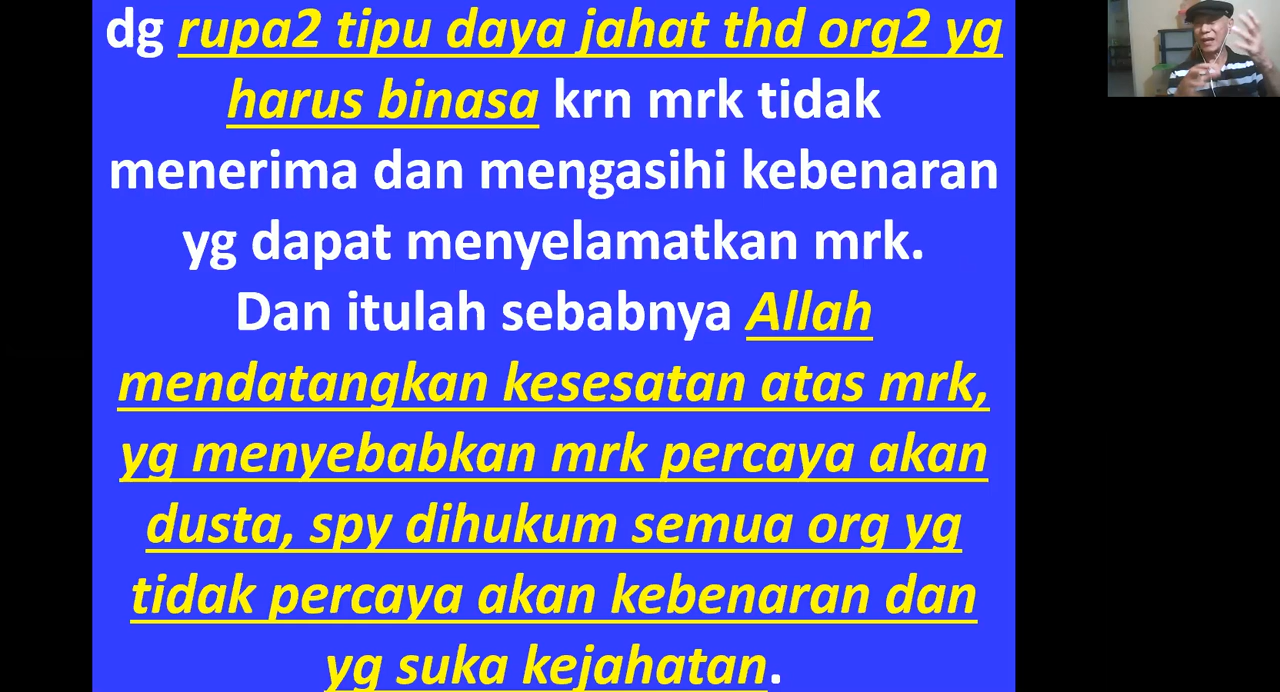 dg rupa2 tipu daya jahat thd org2 yg
harus binasa krn mrk tidak
menerima dan mengasihi kebenaran
yg dapat menyelamatkan mrk.
Dan itulah sebabnya Allah
mendatangkan kesesatan atas mrk,
yg menyebabkan mrk percaya akan
dusta, spy dihukum semua org yg
tidak percaya akan kebenaran dan
yg suka kejahatan.